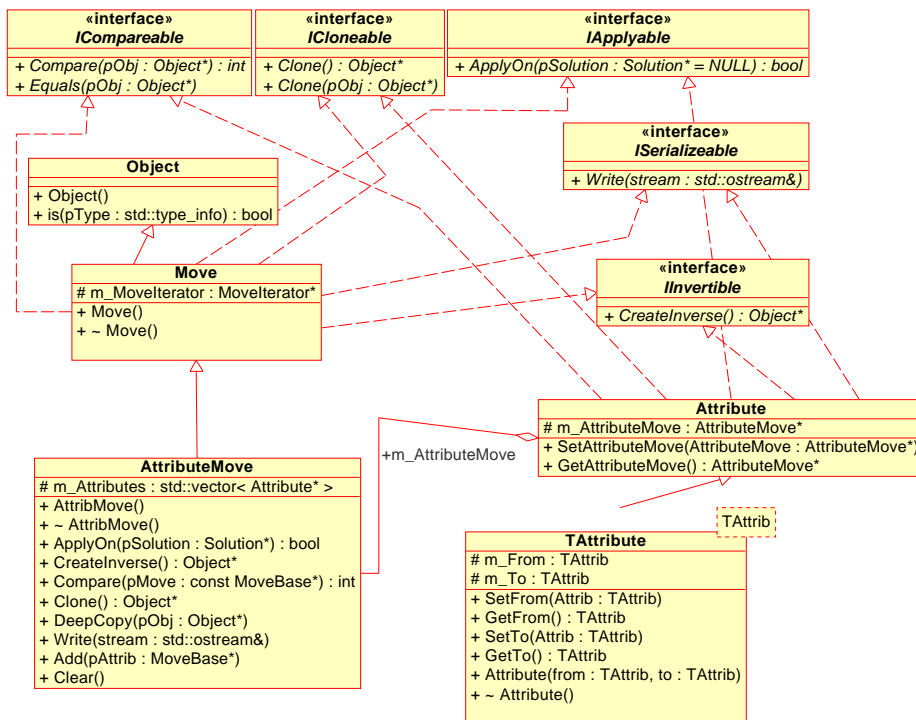 «interface»
ICompareable
+ Compare(pObj : Object*) : int
+ Equals(pObj : Object*)
«interface»
ICloneable
+ Clone() : Object*
+ Clone(pObj : Object*)
«interface»
IApplyable
+ ApplyOn(pSolution : Solution* = NULL) : bool
«interface»
ISerializeable
+ Write(stream : std::ostream&)
Object
+ Object()
+ is(pType : std::type_info) : bool
Move
# m_MoveIterator : MoveIterator*
+ Move()
+ ~ Move()
«interface»
IInvertible
+ CreateInverse() : Object*
Attribute
# m_AttributeMove : AttributeMove*
+ SetAttributeMove(AttributeMove : AttributeMove*)
+ GetAttributeMove() : AttributeMove*
+m_AttributeMove
AttributeMove
# m_Attributes : std::vector< Attribute* >
+ AttribMove()
+ ~ AttribMove()
+ ApplyOn(pSolution : Solution*) : bool
+ CreateInverse() : Object*
+ Compare(pMove : const MoveBase*) : int
+ Clone() : Object*
+ DeepCopy(pObj : Object*)
+ Write(stream : std::ostream&)
+ Add(pAttrib : MoveBase*)
+ Clear()
TAttrib
TAttribute
# m_From : TAttrib
# m_To : TAttrib
+ SetFrom(Attrib : TAttrib)
+ GetFrom() : TAttrib
+ SetTo(Attrib : TAttrib)
+ GetTo() : TAttrib
+ Attribute(from : TAttrib, to : TAttrib)
+ ~ Attribute()